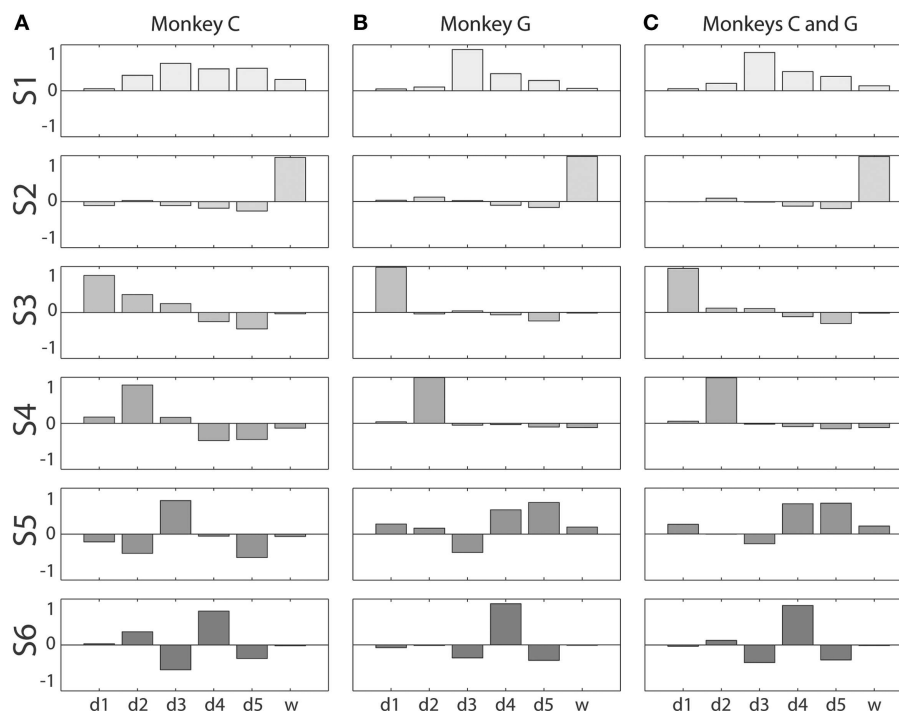 A Monkey C B Monkey G C Monkeys C and G
S1 1 0 -1
S2 1 0 -1
S3 1 0 -1
S4 1 0 -1
S5 1 0 -1
S6 1 0 -1
d1 d2 d3 d4 d5 w d1 d2 d3 d4 d5 w d1 d2 d3 d4 d5 w